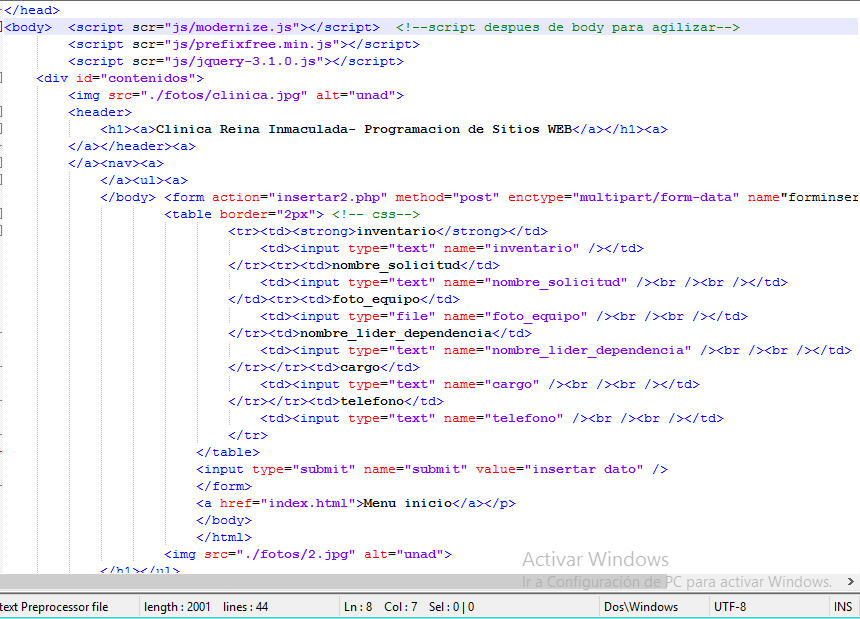 </head>
<body>  <script scr="js/modernize.js"></script>  <!--script despues de body para agilizar-->
<script scr="js/prefixfree.min.js"></script>
<script scr="js/jquery-3.1.0.js"></script>
<div id="contenidos">
<img src="./fotos/clinica.jpg" alt="unad">
<header>
<h1><a>Clinica Reina Inmaculada- Programacion de Sitios WEB</a></h1><a>
</a></header><a>
</a><nav><a>
</a><ul><a>
</body> <form action="insertar2.php" method="post" enctype="multipart/form-data" name"forminser
<table border="2px"> <!-- css-->
<tr><td><strong>inventario</strong></td>
<td><input type="text" name="inventario" /></td>
</tr><tr><td>nombre_solicitud</td>
<td><input type="text" name="nombre_solicitud" /><br /><br /></td>
</td><tr><td>foto_equipo</td>
<td><input type="file" name="foto_equipo" /><br /><br /></td>
</tr><td>nombre_lider_dependencia</td>
<td><input type="text" name="nombre_lider_dependencia" /><br /><br /></td>
</tr></tr><td>cargo</td>
<td><input type="text" name="cargo" /><br /><br /></td>
</tr></tr><td>telefono</td>
<td><input type="text" name="telefono" /><br /><br /></td>
</tr>
</table>
<input type="submit" name="submit" value="insertar dato" />
</form>
<a href="index.html">Menu inicio</a></p>
</body>
</html>
<img src="./fotos/2.jpg" alt="unad">
</h1></ul>
Activar Windows
Ir a Configuración de PC para activar Windows.
text Preprocessor file length : 2001 lines : 44 Ln : 8 Col : 7 Sel : 0 | 0 Dos\Windows UTF-8 INS